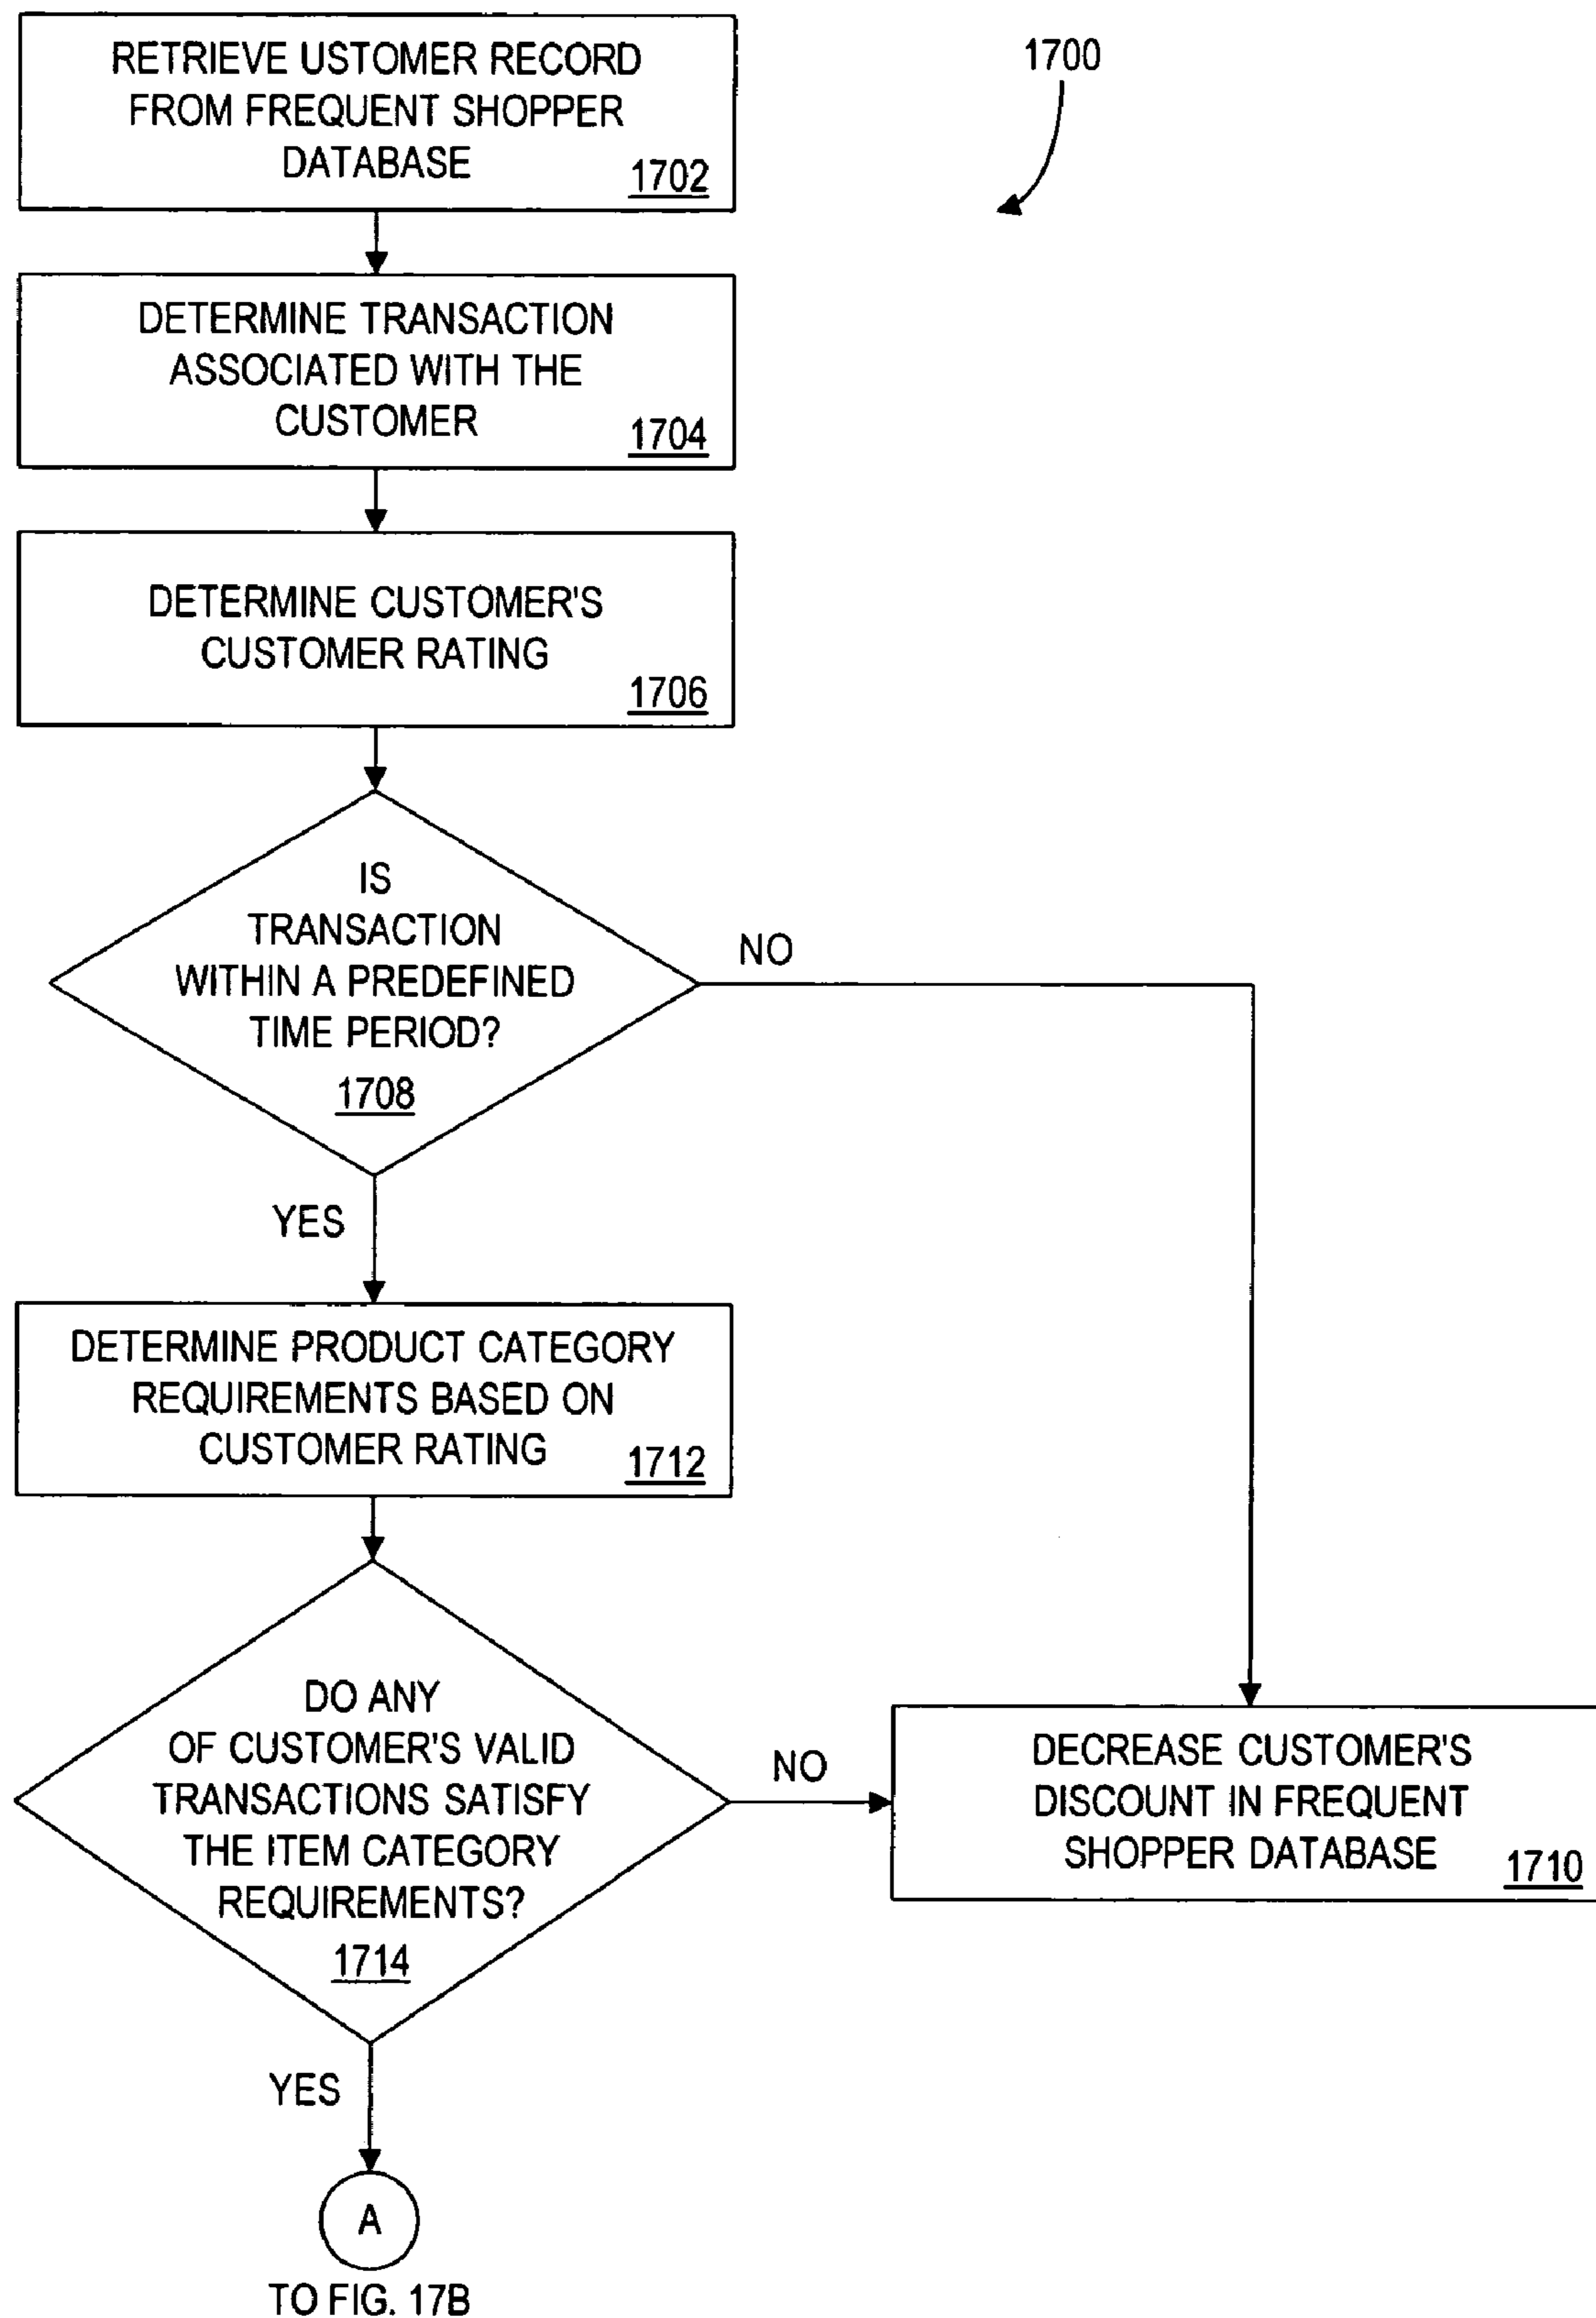 RETRIEVE USTOMER RECORD
FROM FREQUENT SHOPPER
DATABASE
1702
1700
DETERMINE TRANSACTION
ASSOCIATED WITH THE
CUSTOMER
1704
DETERMINE CUSTOMER'S
CUSTOMER RATING
1706
IS
TRANSACTION
WITHIN A PREDEFINED
TIME PERIOD?
1708
NO
YES
DETERMINE PRODUCT CATEGORY
REQUIREMENTS BASED ON
CUSTOMER RATING
1712
DO ANY
OF CUSTOMER'S VALID
TRANSACTIONS SATISFY
THE ITEM CATEGORY
REQUIREMENTS?
1714
NO
DECREASE CUSTOMER'S
DISCOUNT IN FREQUENT
SHOPPER DATABASE
1710
YES
A
TO FIG. 17B